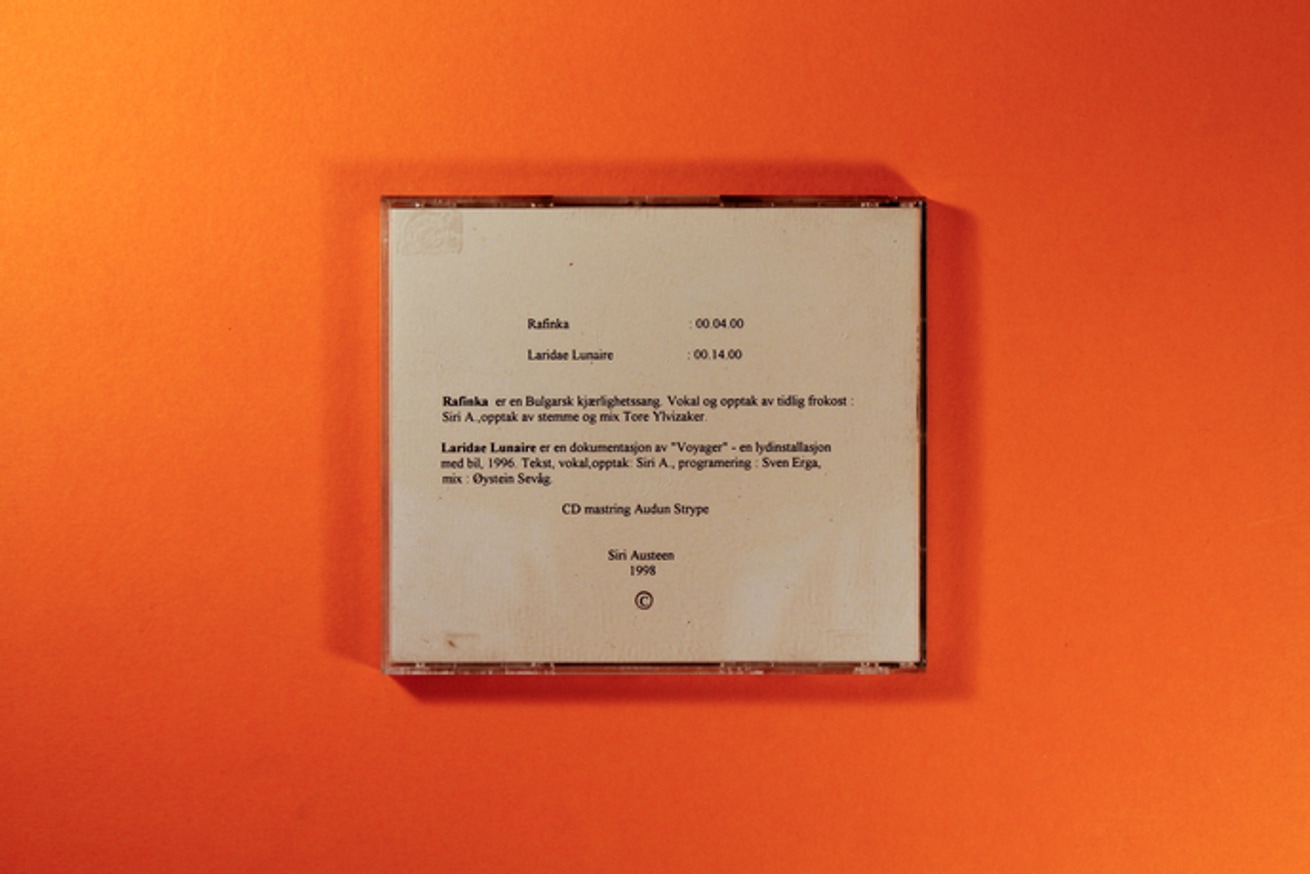 Rafinka : 00.04.00
Laridae Lunaire : 00.14.00
Rafinka er en Bulgarsk kjærlighetssang. Vokal og opptak av tidlig frokost :
Siri A.,opptak av stemme og mix Tore Ylvizaker.
Laridae Lunaire er en dokumentasjon av "Voyager" - en lydinstallasjon
med bil, 1996. Tekst, vokal,opptak: Siri A., programering : Sven Erga,
mix : Øystein Sevåg.
CD mastring Audun Strype
Siri Austeen
1998
©